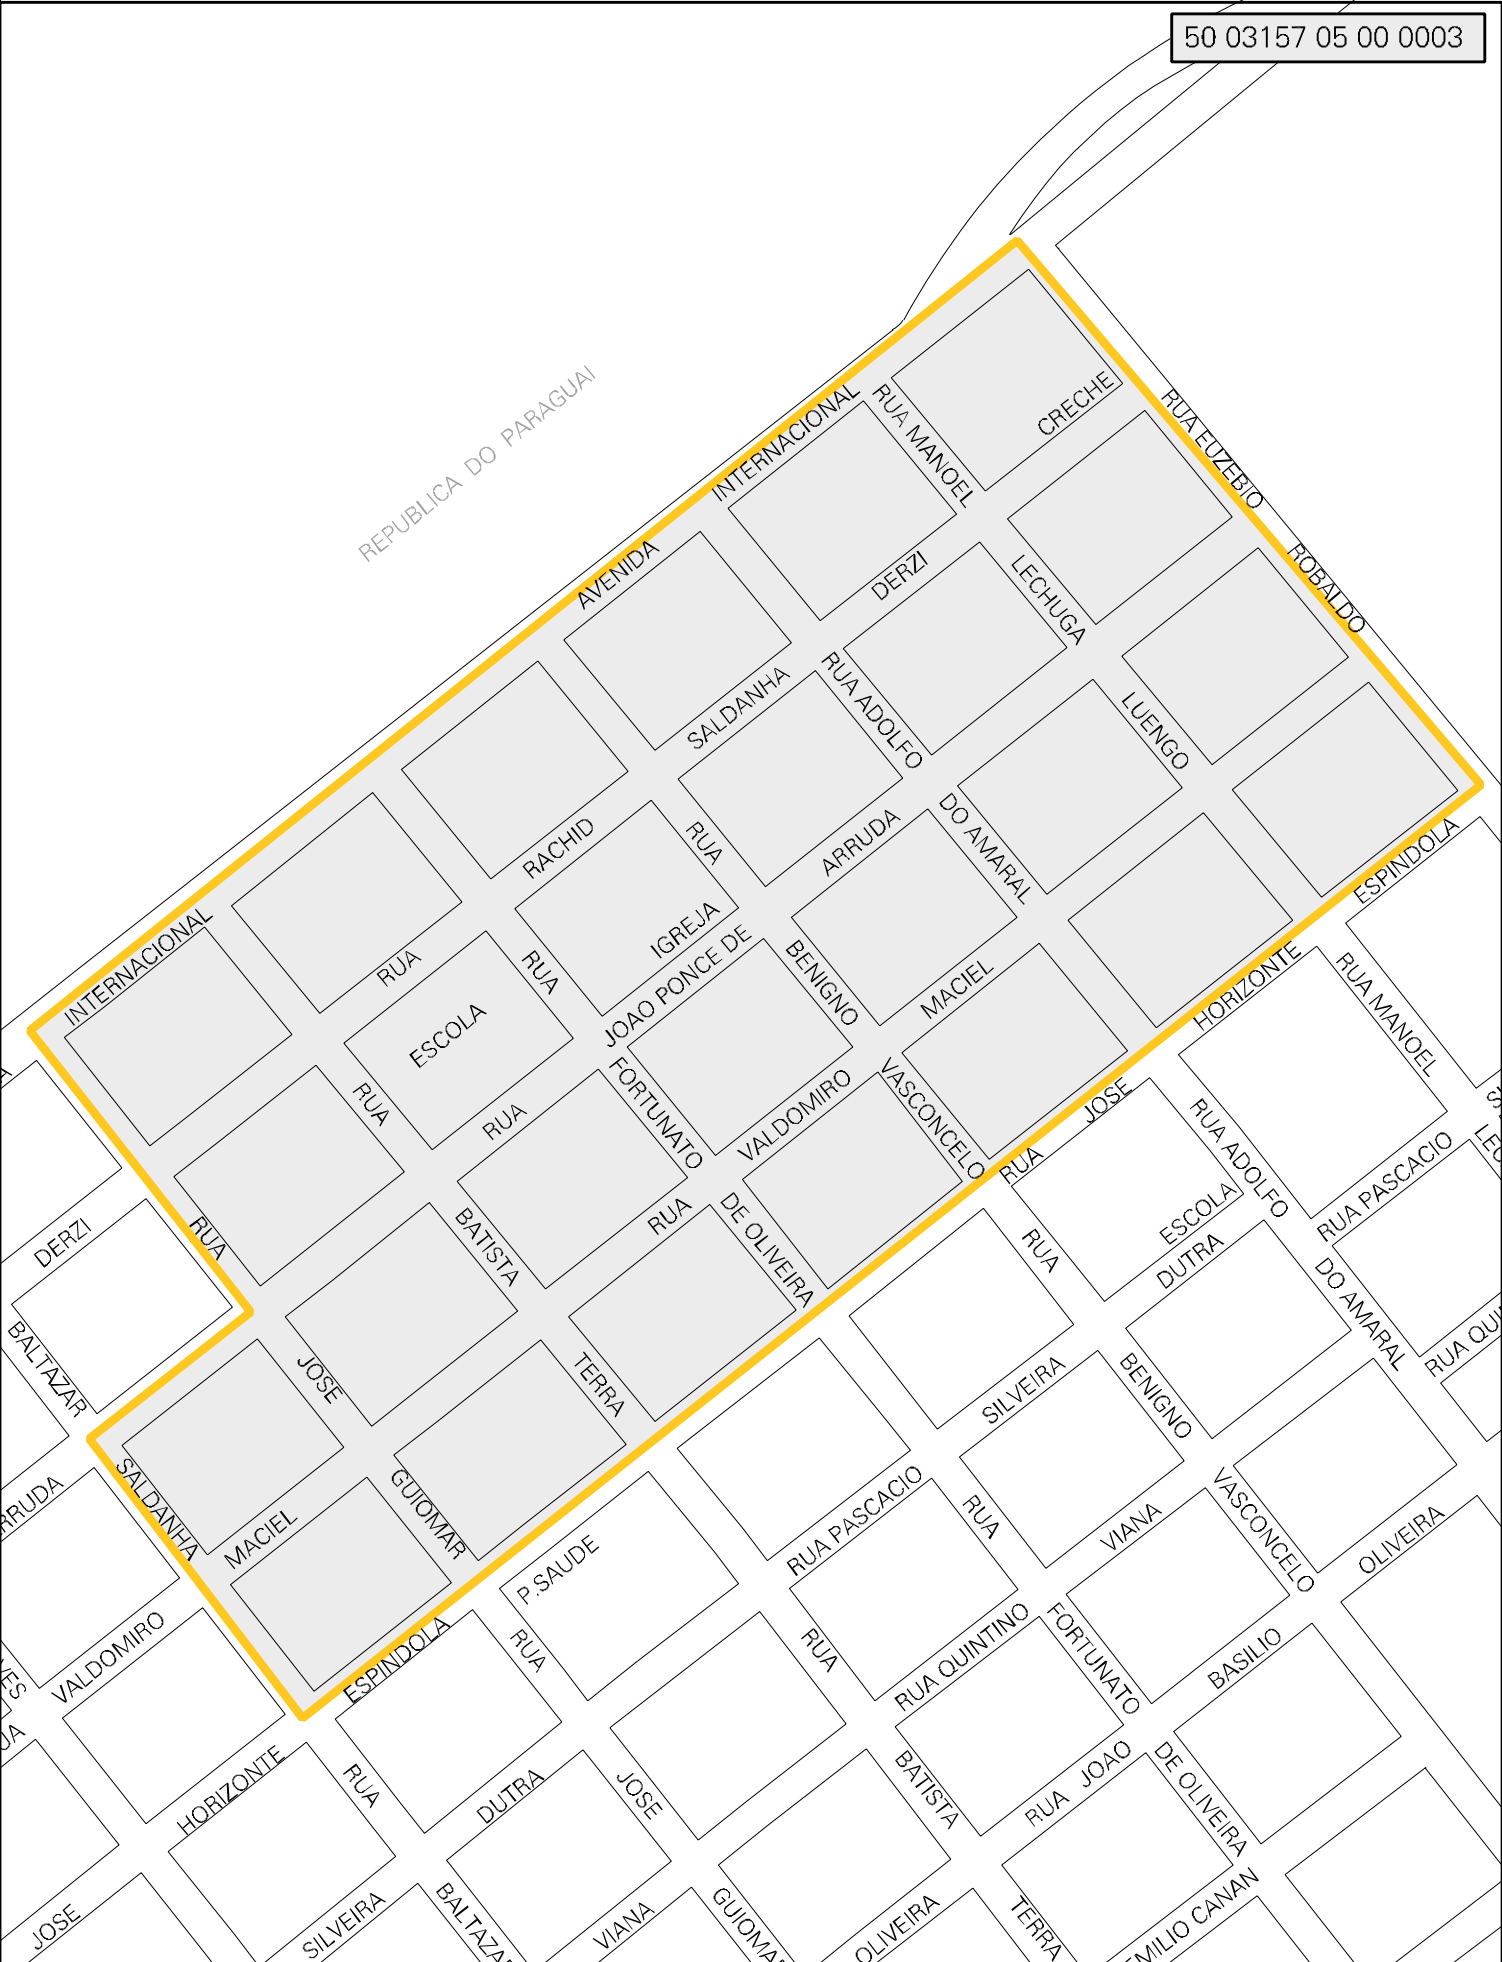 50 03157 05 00 0003
REPUBLICA DO PARAGUAI
INTERNACIONAL
AVENIDA
INTERNACIONAL
RUA MANOEL
CRECHE
RUA EUZEBIO
ROBALDO
DERZI
LECHUGA
LUENGO
SALDANHA
RUA ADOLFO
DO AMARAL
RACHID
RUA
ARRUDA
ESPINDOLA
IGREJA
JOAO PONCE DE
BENIGNO
MACIEL
HORIZONTE
RUA MANOEL
RUA
RUA
ESCOLA
FORTUNATO
VALDOMIRO
VASCONCELO
JOSE
RUA
RUA
RUA
RUA ADOLFO
RUA PASCACIO
ESCOLA
DERZI
RUA
BATISTA
RUA
DE OLIVEIRA
RUA
DUTRA
DO AMARAL
BALTAZAR
JOSE
TERRA
SILVEIRA
BENIGNO
SALDANHA
MACIEL
GUIOMAR
RUA PASCACIO
RUA
VIANA
VASCONCELO
OLIVEIRA
P.SAUDE
VALDOMIRO
ESPINDOLA
RUA
RUA
RUA QUINTINO
FORTUNATO
BASILIO
HORIZONTE
RUA
DUTRA
JOSE
BATISTA
RUA JOAO
DE OLIVEIRA
JOSE
SILVEIRA
VIANA
OLIVEIRA
TERRA